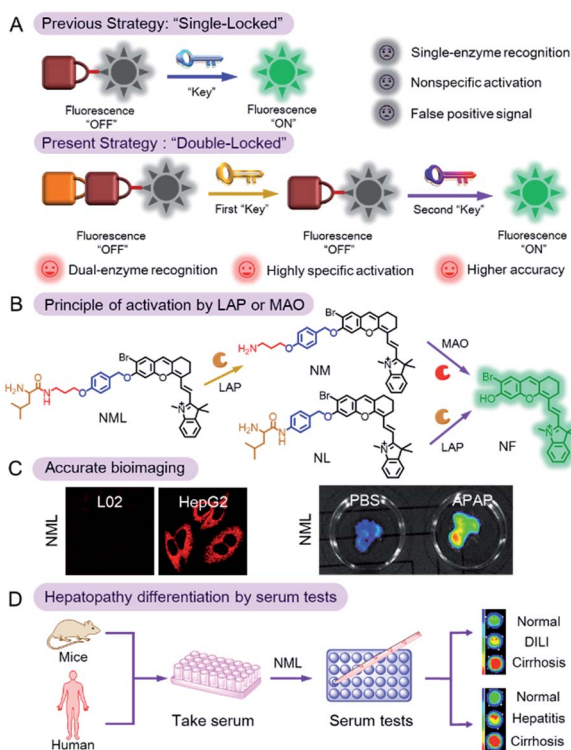 A
Previous Strategy: “Single-Locked”
“Key”
Fluorescence
“OFF”
Fluorescence
“ON”
Single-enzyme recognition
Nonspecific activation
False positive signal
Present Strategy : “Double-Locked”
First “Key”
Second “Key”
Fluorescence
“OFF”
Fluorescence
“OFF”
Fluorescence
“ON”
Dual-enzyme recognition
Highly specific activation
Higher accuracy
B
Principle of activation by LAP or MAO
H2N
O
N
H
O
O
Br
O
N+
NML
LAP
H2N
O
O
Br
O
N+
NM
MAO
H2N
O
N
H
O
Br
O
N+
NL
LAP
Br
HO
O
N+
NF
C
Accurate bioimaging
NML
L02
HepG2
NML
PBS
APAP
D
Hepatopathy differentiation by serum tests
Mice
Human
Take serum
NML
Serum tests
Normal
DILI
Cirrhosis
Normal
Hepatitis
Cirrhosis